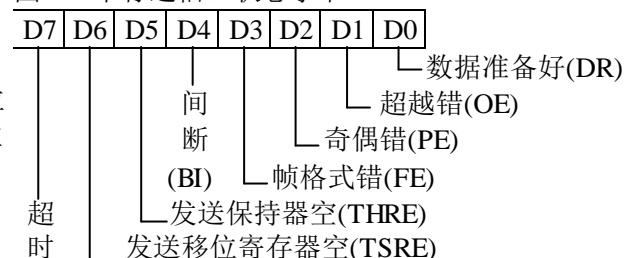 D7 D6 D5 D4 D3 D2 D1 D0
数据准备好(DR)
超越错(OE)
奇偶错(PE)
帧格式错(FE)
间断(BI)
发送保持器空(THRE)
发送移位寄存器空(TSRE)
超时